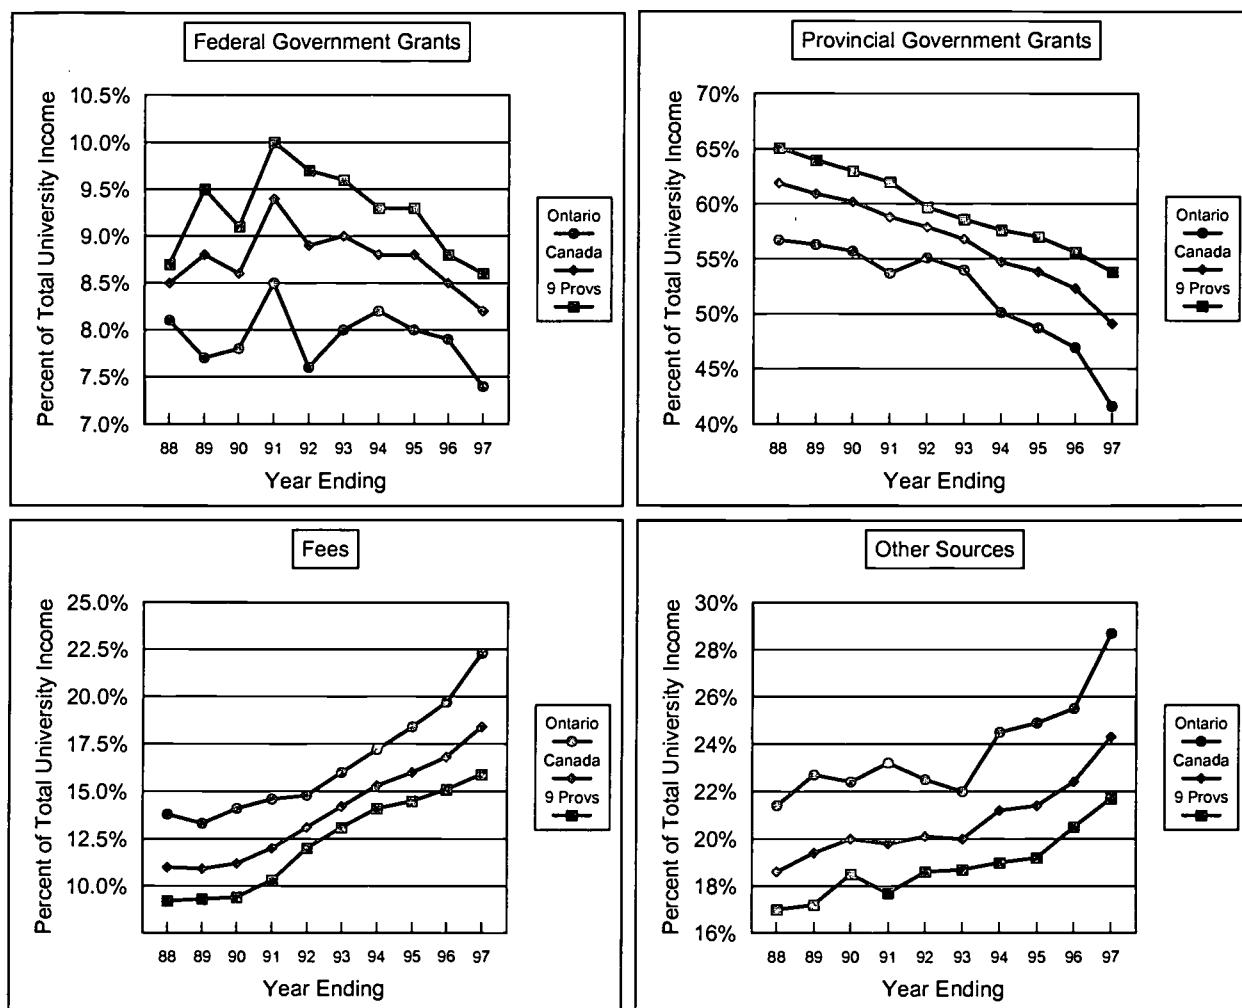 Federal Government Grants
Percent of Total University Income
10.5%
10.0%
9.5%
9.0%
8.5%
8.0%
7.5%
7.0%
88 89 90 91 92 93 94 95 96 97
Year Ending
Ontario
Canada
9 Provs
Provincial Government Grants
Percent of Total University Income
70%
65%
60%
55%
50%
45%
40%
88 89 90 91 92 93 94 95 96 97
Year Ending
Ontario
Canada
9 Provs
Fees
Percent of Total University Income
25.0%
22.5%
20.0%
17.5%
15.0%
12.5%
10.0%
88 89 90 91 92 93 94 95 96 97
Year Ending
Ontario
Canada
9 Provs
Other Sources
Percent of Total University Income
30%
28%
26%
24%
22%
20%
18%
16%
88 89 90 91 92 93 94 95 96 97
Year Ending
Ontario
Canada
9 Provs